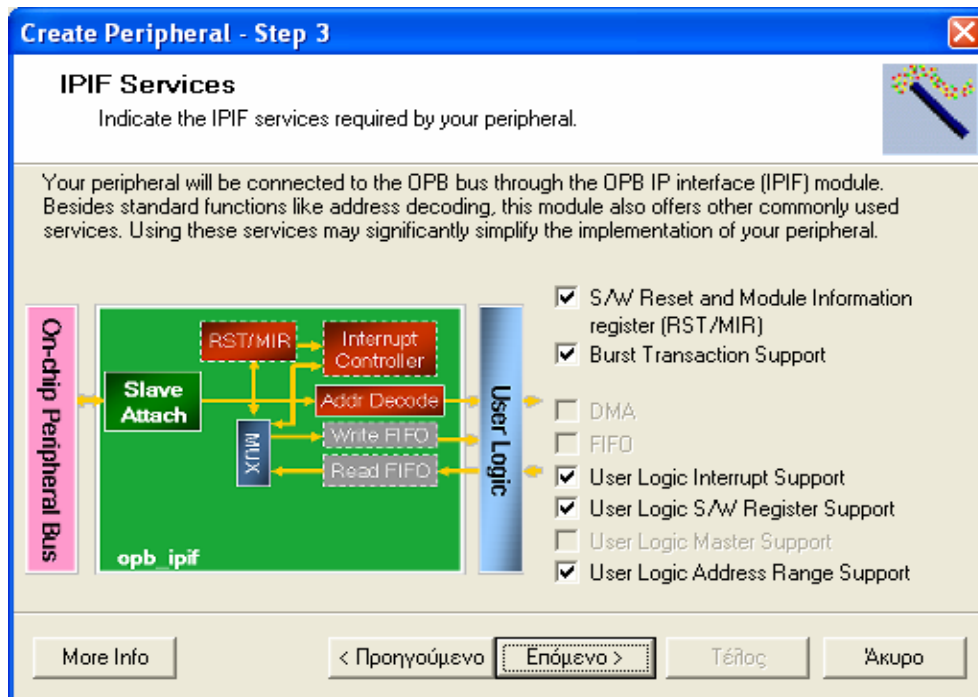 Create Peripheral - Step 3
IPIF Services
Indicate the IPIF services required by your peripheral.
Your peripheral will be connected to the OPB bus through the OPB IP interface (IPIF) module.
Besides standard functions like address decoding, this module also offers other commonly used
services. Using these services may significantly simplify the implementation of your peripheral.
On-chip Peripheral Bus
Slave
Attach
RST/MIR
Interrupt
Controller
Addr Decode
MUX
Write FIFO
Read FIFO
opb_ipif
User Logic
S/W Reset and Module Information
register (RST/MIR)
Burst Transaction Support
DMA
FIFO
User Logic Interrupt Support
User Logic S/W Register Support
User Logic Master Support
User Logic Address Range Support
More Info
< Προηγούμενο
Επόμενο >
Τέλος
Άκυρο